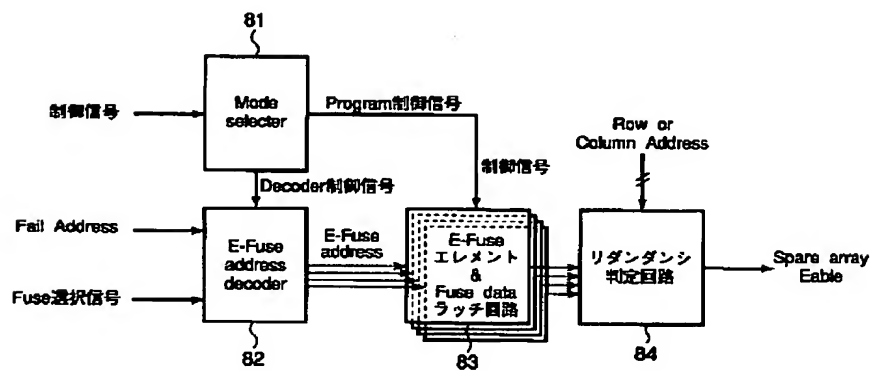 81
Mode
selecter
制御信号
Program制御信号
Row or
Column Address
制御信号
Decoder制御信号
Fail Address
E-Fuse
address
decoder
E-Fuse
address
E-Fuse
エレメント
&
Fuse data
ラッチ回路
リダンダンシ
判定回路
Spare array
Eable
Fuse選択信号
82
83
84